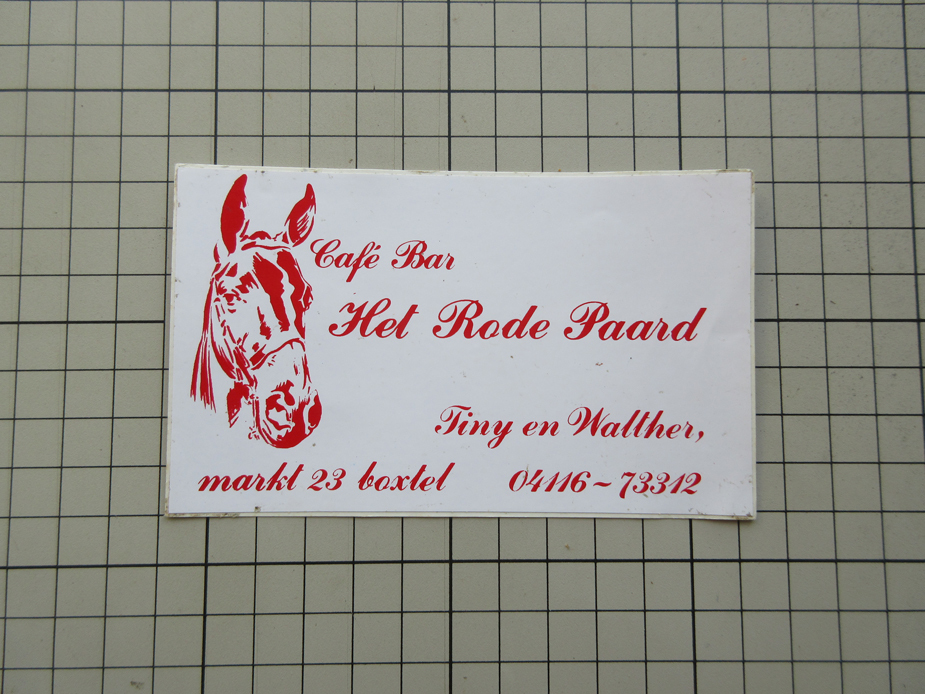 Café Bar
Het Rode Paard
Tiny en Walther,
markt 23 boxtel 04116~73312